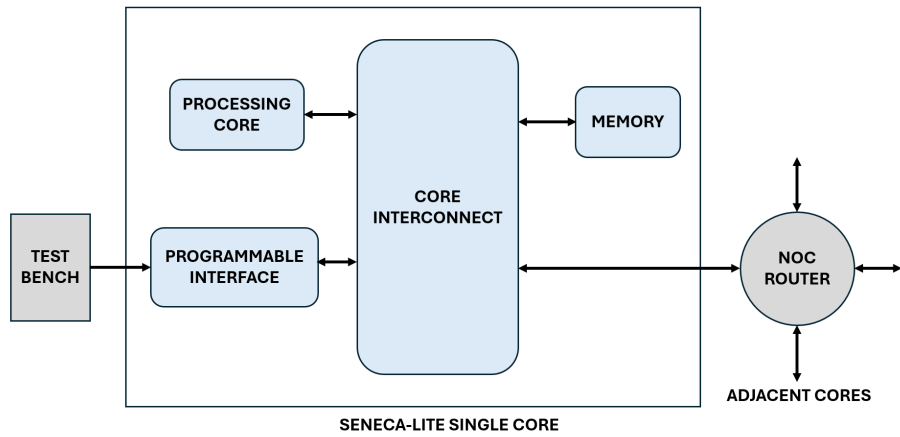 PROCESSING
CORE
MEMORY
CORE
INTERCONNECT
TEST
BENCH
PROGRAMMABLE
INTERFACE
NOC
ROUTER
ADJACENT CORES
SENECA-LITE SINGLE CORE